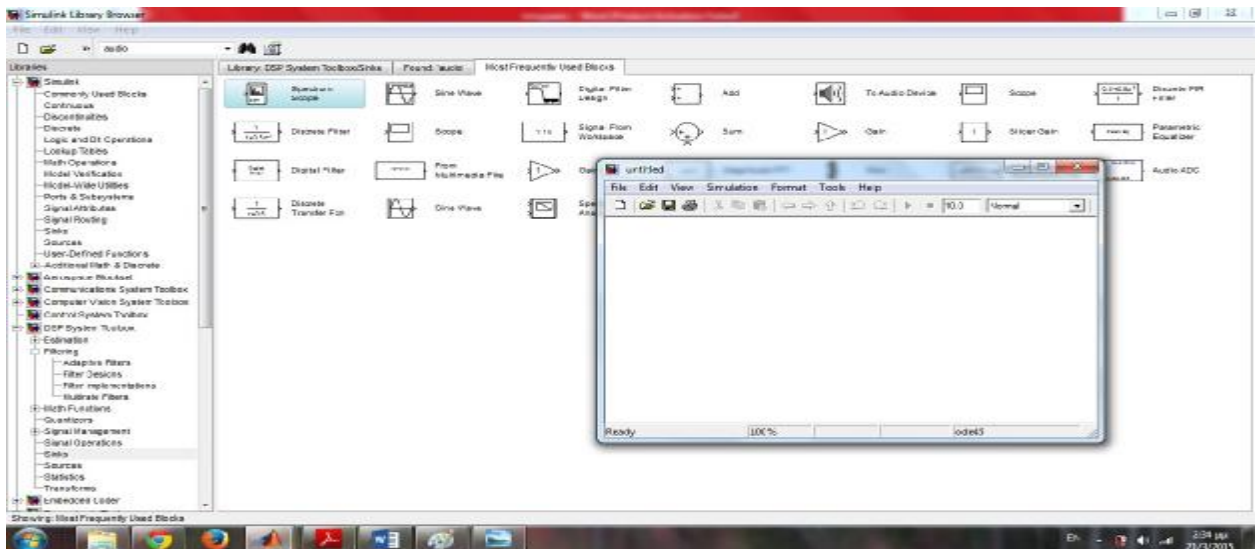 Simulink Library Browser
File Edit View Help
audio
Libraries
Library: DSP System Toolbox/Sinks
Found: 'audio'
Most Frequently Used Blocks
Simulink
Commonly Used Blocks
Continuous
Discontinuities
Discrete
Logic and Bit Operations
Lookup Tables
Math Operations
Model Verification
Model-Wide Utilities
Ports & Subsystems
Signal Attributes
Signal Routing
Sinks
Sources
User-Defined Functions
Additional Math & Discrete
Aerospace Blockset
Communications System Toolbox
Computer Vision System Toolbox
Control System Toolbox
DSP System Toolbox
Estimation
Filtering
Adaptive Filters
Filter Designs
Filter Implementations
Multirate Filters
Math Functions
Quantizers
Signal Management
Signal Operations
Sinks
Sources
Statistics
Transforms
Embedded Coder
Spectrum Scope
Sine Wave
Digital Filter Design
Add
To Audio Device
Scope
Discrete FIR Filter
Discrete Filter
Scope
Signal From Workspace
Sum
Gain
Slicer Gain
Parametric Equalizer
Digital Filter
From Multimedia File
Audio ADC
Discrete Transfer Fcn
Sine Wave
untitled
File Edit View Simulation Format Tools Help
10.0
Normal
Ready
100%
ode45
Showing: Most Frequently Used Blocks
EN
2:34 μμ